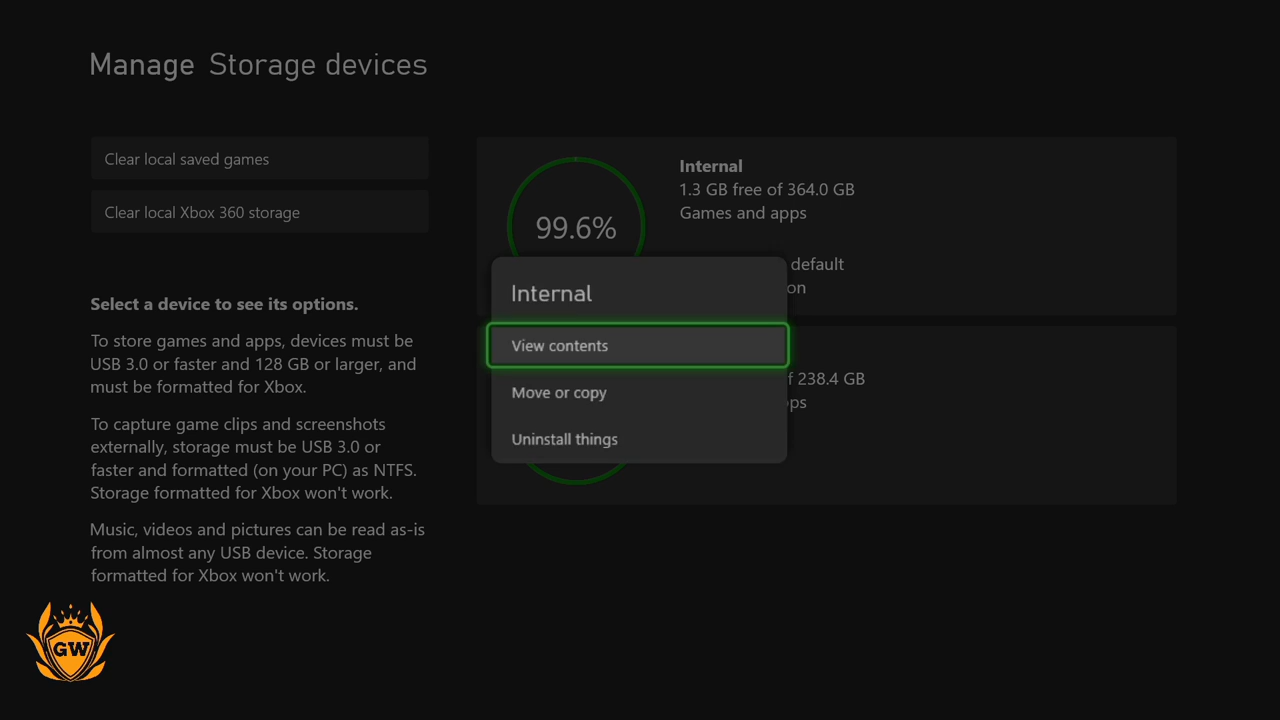 Manage Storage devices
Clear local saved games
Clear local Xbox 360 storage
Select a device to see its options.
To store games and apps, devices must be
USB 3.0 or faster and 128 GB or larger, and
must be formatted for Xbox.
To capture game clips and screenshots
externally, storage must be USB 3.0 or
faster and formatted (on your PC) as NTFS.
Storage formatted for Xbox won't work.
Music, videos and pictures can be read as-is
from almost any USB device. Storage
formatted for Xbox won't work.
99.6%
Internal
1.3 GB free of 364.0 GB
Games and apps
default
Internal
View contents
Move or copy
Uninstall things
238.4 GB
GW